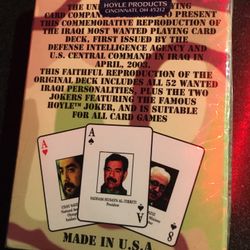 HOYLE PRODUCTS
CINCINNATI, OH 45212
THE UNITED STATES PLAYING
CARD COMPANY
THIS COMMEMORATIVE REPRODUCTION OF
THE IRAQI MOST WANTED PLAYING CARD
DECK, FIRST ISSUED BY THE
DEFENSE INTELLIGENCE AGENCY AND
U.S. CENTRAL COMMAND IN IRAQ IN
APRIL, 2003.
THIS FAITHFUL REPRODUCTION OF THE
ORIGINAL DECK INCLUDES ALL 52 WANTED
IRAQI PERSONALITIES, PLUS THE TWO
JOKERS FEATURING THE FAMOUS
HOYLE™ JOKER, AND IS SUITABLE
FOR ALL CARD GAMES
A
A
SADDAM HUSAYN AL-TIKRITI
President
MADE IN U.S.A